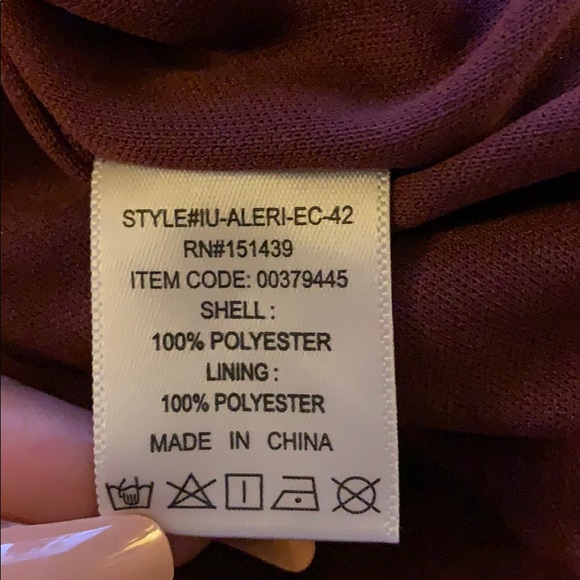 STYLE#IU-ALERI-EC-42
RN#151439
ITEM CODE: 00379445
SHELL :
100% POLYESTER
LINING :
100% POLYESTER
MADE IN CHINA